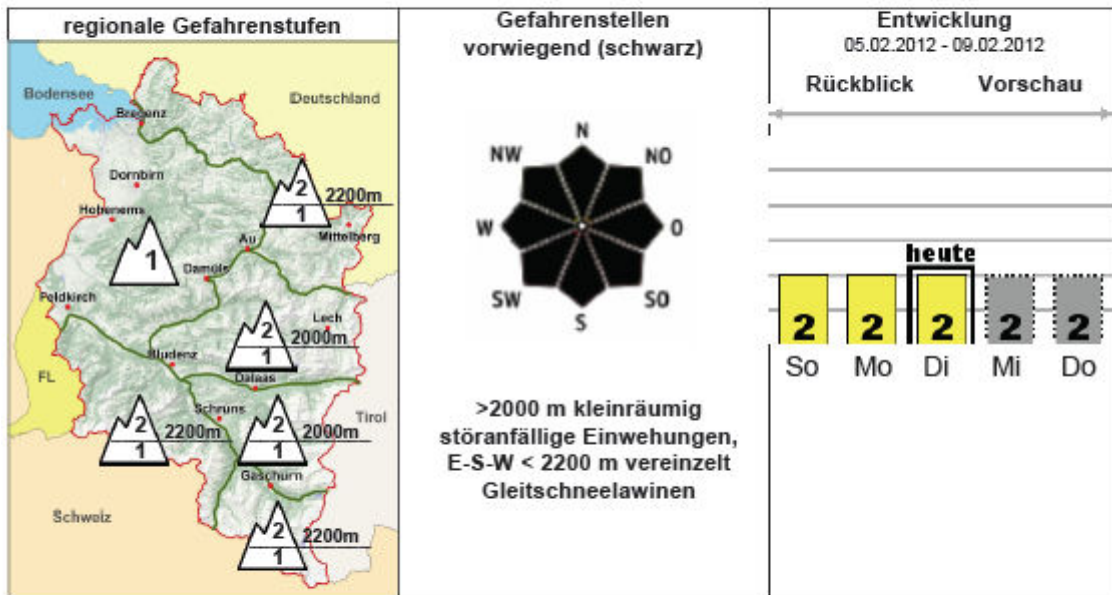 regionale Gefahrenstufen
Bodensee
Deutschland
Bregenz
Dornbirn
2
1
2200m
Hohenems
Mittelberg
1
Au
Damüls
Feldkirch
2
1
2000m
Lech
Bludenz
FL
Dalaas
Schruns
Tirol
2
1
2200m
2
1
2000m
Gaschurn
Schweiz
2
1
2200m
Gefahrenstellen
vorwiegend (schwarz)
N
NW
NO
W
O
SW
SO
S
>2000 m kleinräumig
störanfällige Einwehungen,
E-S-W < 2200 m vereinzelt
Gleitschneelawinen
Entwicklung
05.02.2012 - 09.02.2012
Rückblick Vorschau
heute
2 2 2 2 2
So Mo Di Mi Do